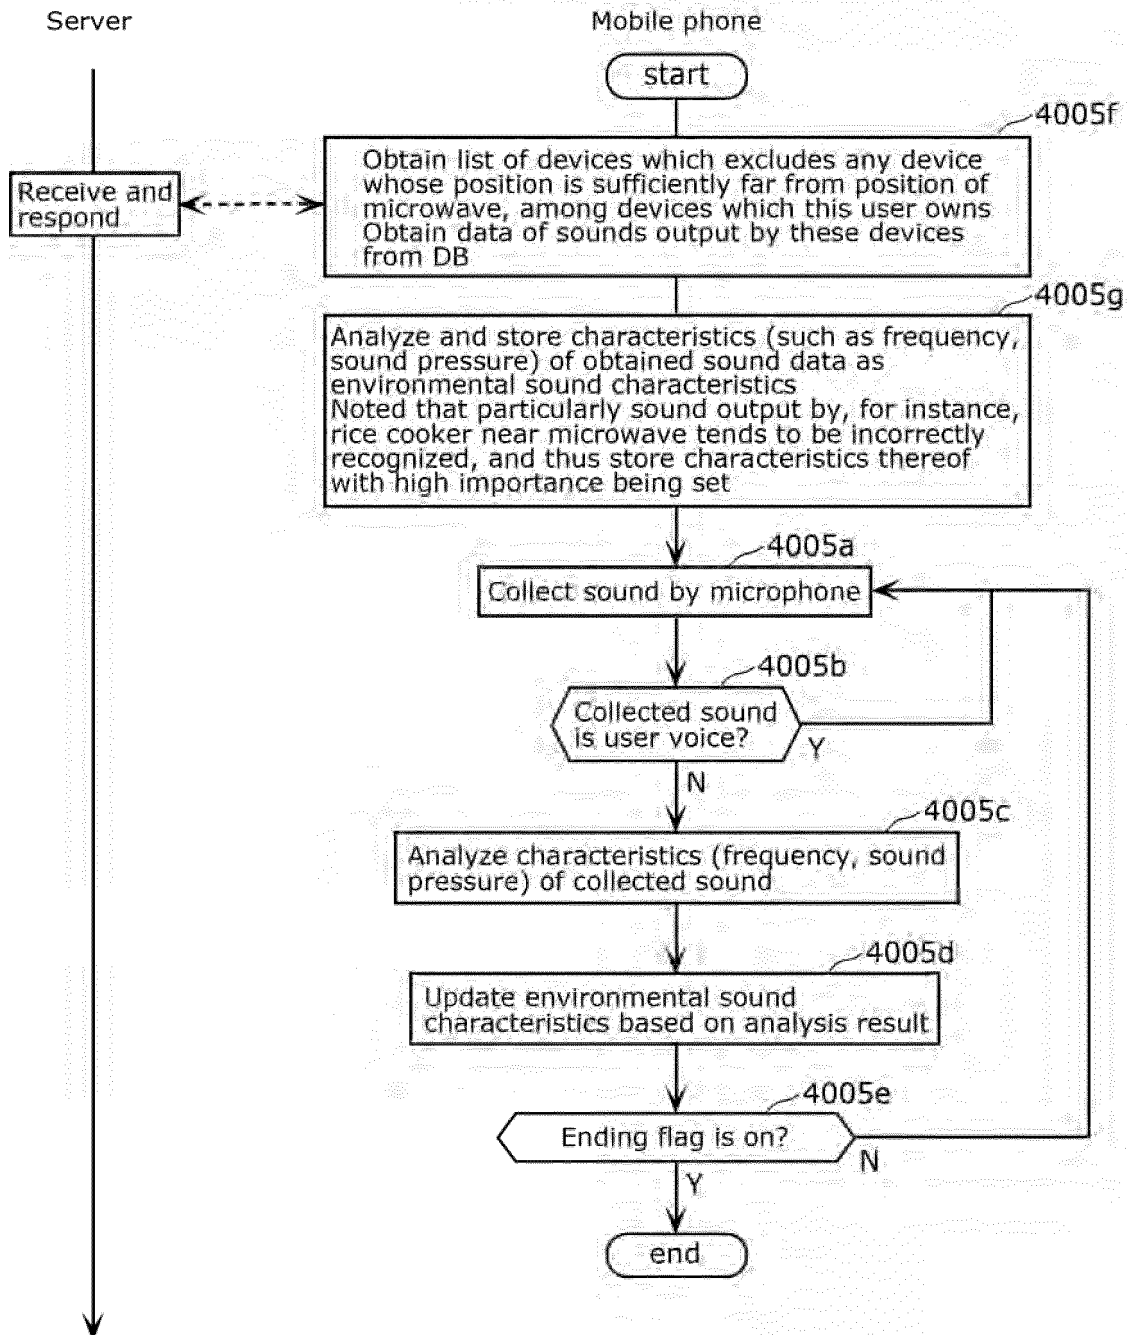 Server
Mobile phone
start
4005f
Obtain list of devices which excludes any device
whose position is sufficiently far from position of
microwave, among devices which this user owns
Obtain data of sounds output by these devices
from DB
Receive and
respond
4005g
Analyze and store characteristics (such as frequency,
sound pressure) of obtained sound data as
environmental sound characteristics
Noted that particularly sound output by, for instance,
rice cooker near microwave tends to be incorrectly
recognized, and thus store characteristics thereof
with high importance being set
4005a
Collect sound by microphone
4005b
Collected sound
is user voice?
Y
N
4005c
Analyze characteristics (frequency, sound
pressure) of collected sound
4005d
Update environmental sound
characteristics based on analysis result
4005e
Ending flag is on?
N
Y
end